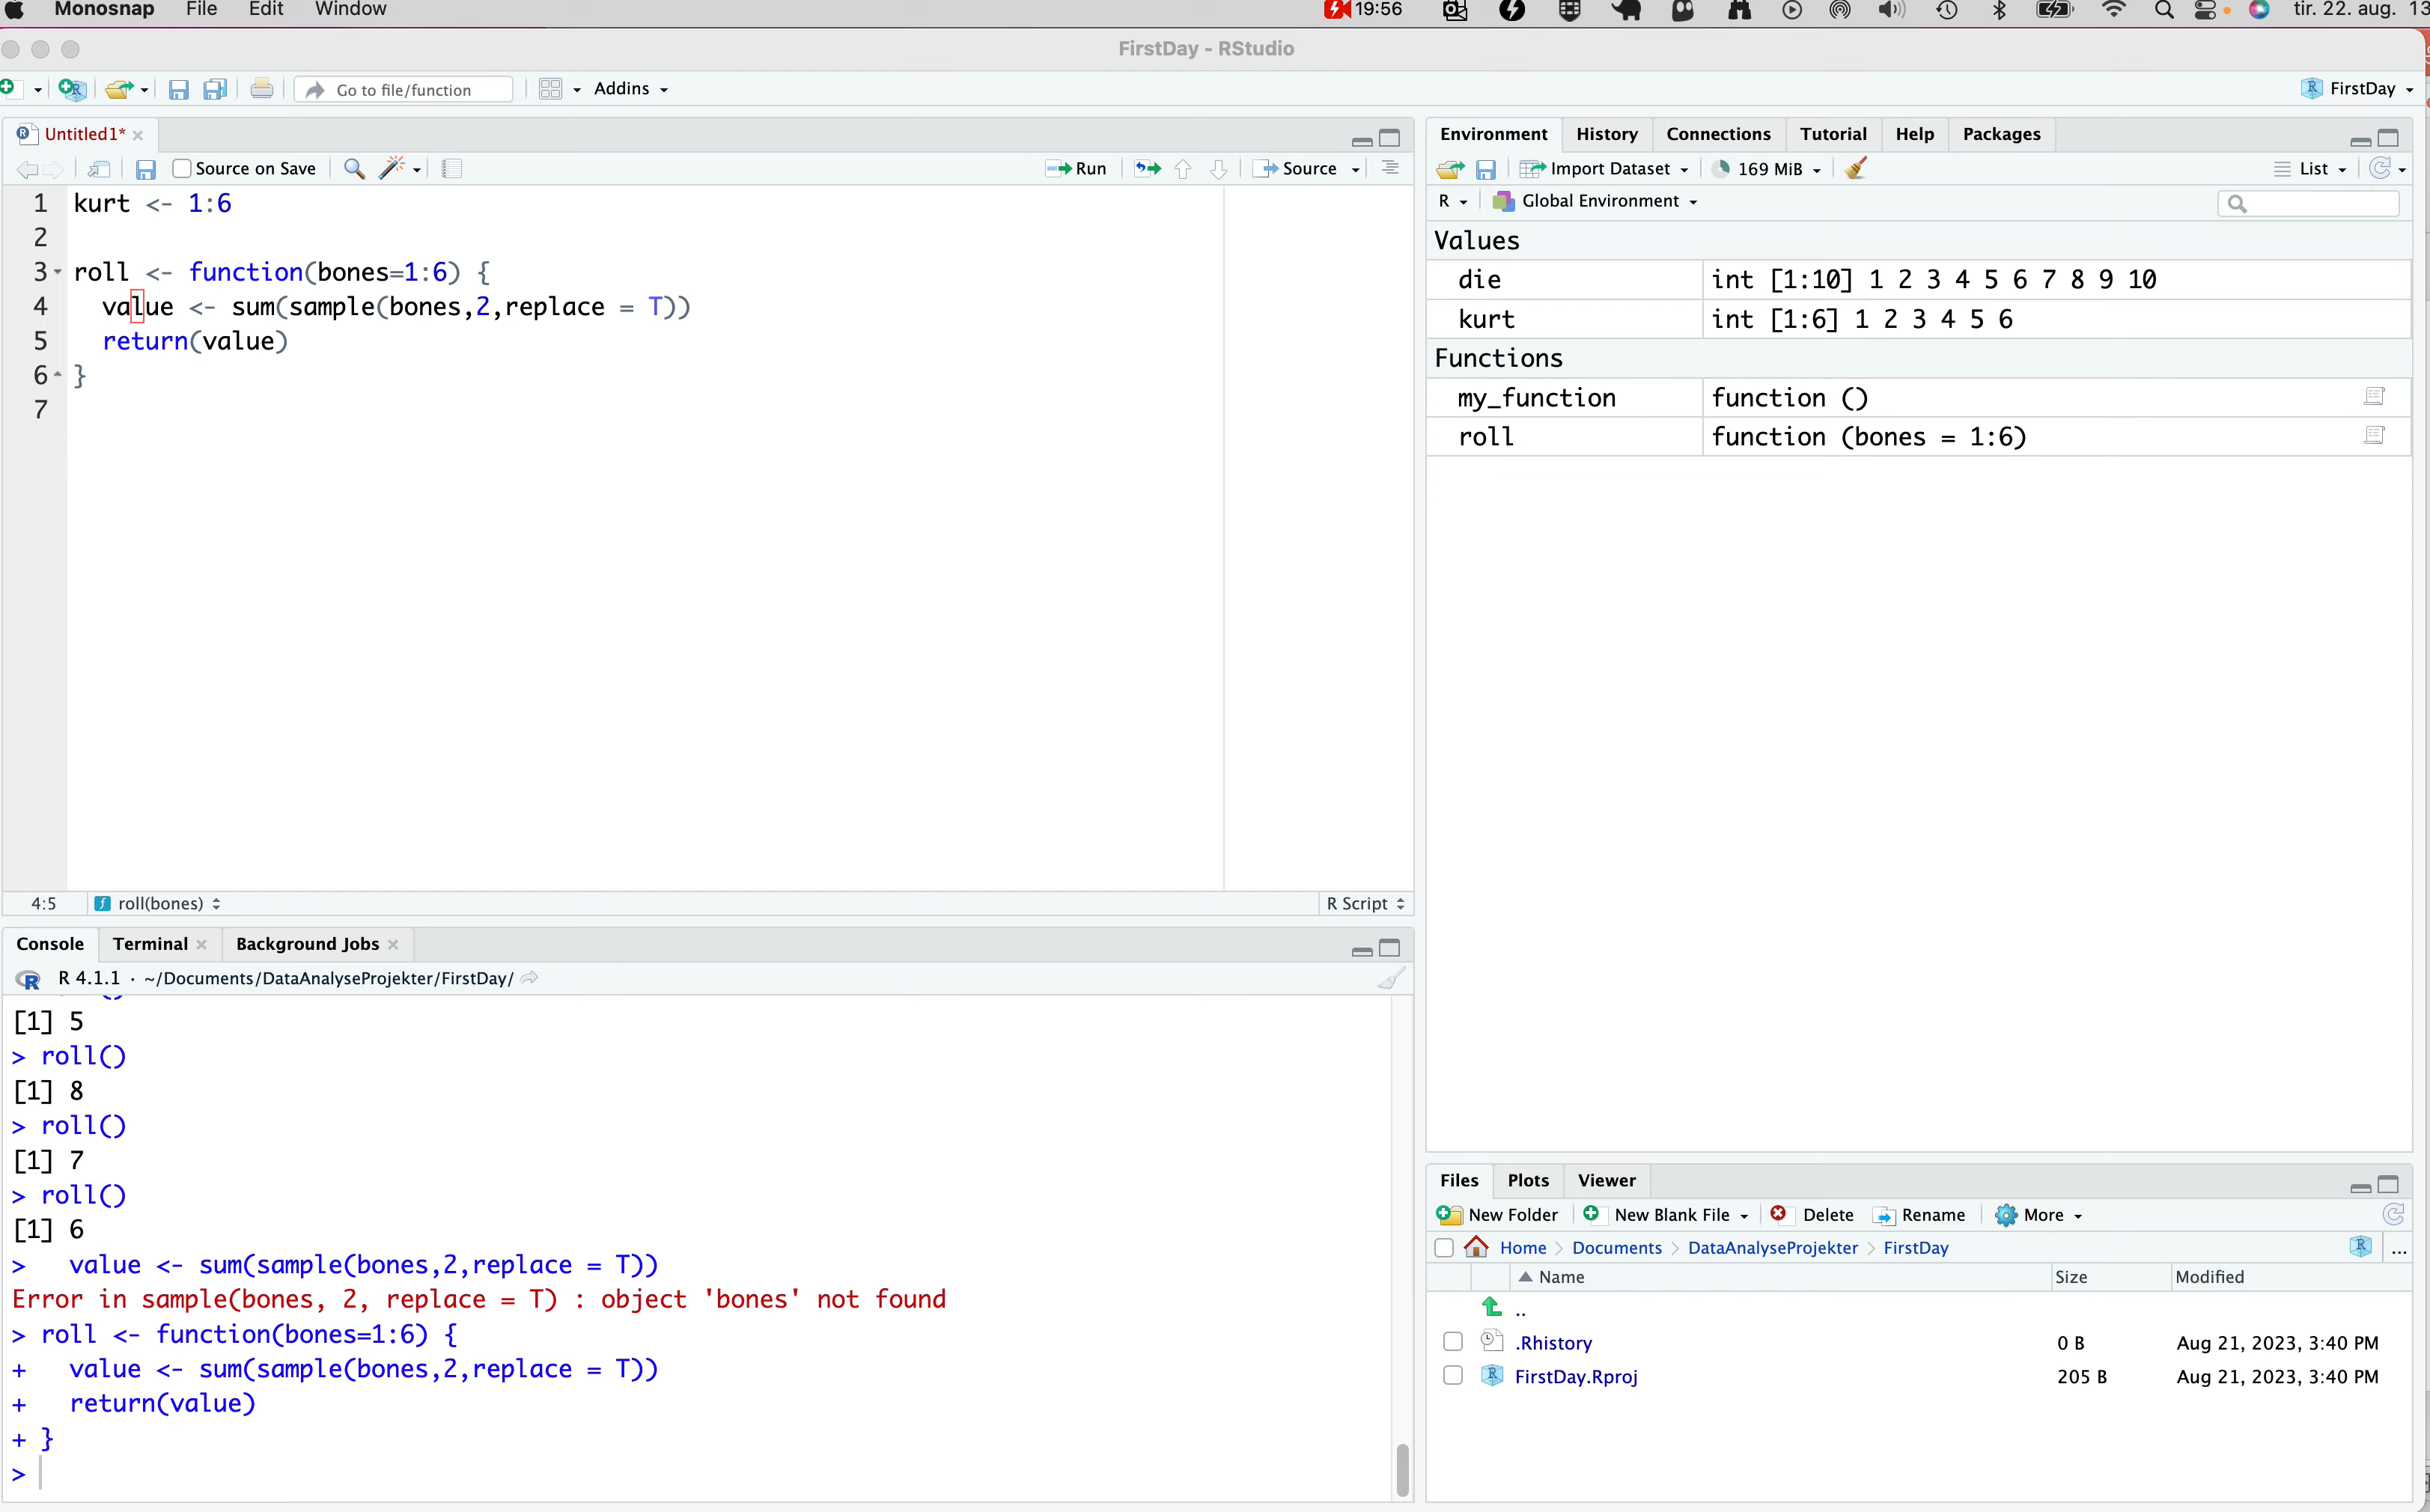 Monosnap File Edit Window 19:56 tir. 22. aug. 13
FirstDay - RStudio
Go to file/function Addins FirstDay
Untitled1*
Source on Save Run Source
1 kurt <- 1:6
2
3 roll <- function(bones=1:6) {
4   value <- sum(sample(bones,2,replace = T))
5   return(value)
6 }
7
4:5 roll(bones) R Script
Console Terminal Background Jobs
R 4.1.1 · ~/Documents/DataAnalyseProjekter/FirstDay/
[1] 5
> roll()
[1] 8
> roll()
[1] 7
> roll()
[1] 6
>   value <- sum(sample(bones,2,replace = T))
Error in sample(bones, 2, replace = T) : object 'bones' not found
> roll <- function(bones=1:6) {
+   value <- sum(sample(bones,2,replace = T))
+   return(value)
+ }
>
Environment History Connections Tutorial Help Packages
Import Dataset 169 MiB List
R Global Environment
Values
die int [1:10] 1 2 3 4 5 6 7 8 9 10
kurt int [1:6] 1 2 3 4 5 6
Functions
my_function function ()
roll function (bones = 1:6)
Files Plots Viewer
New Folder New Blank File Delete Rename More
Home Documents DataAnalyseProjekter FirstDay ...
Name Size Modified
..
.Rhistory 0 B Aug 21, 2023, 3:40 PM
FirstDay.Rproj 205 B Aug 21, 2023, 3:40 PM